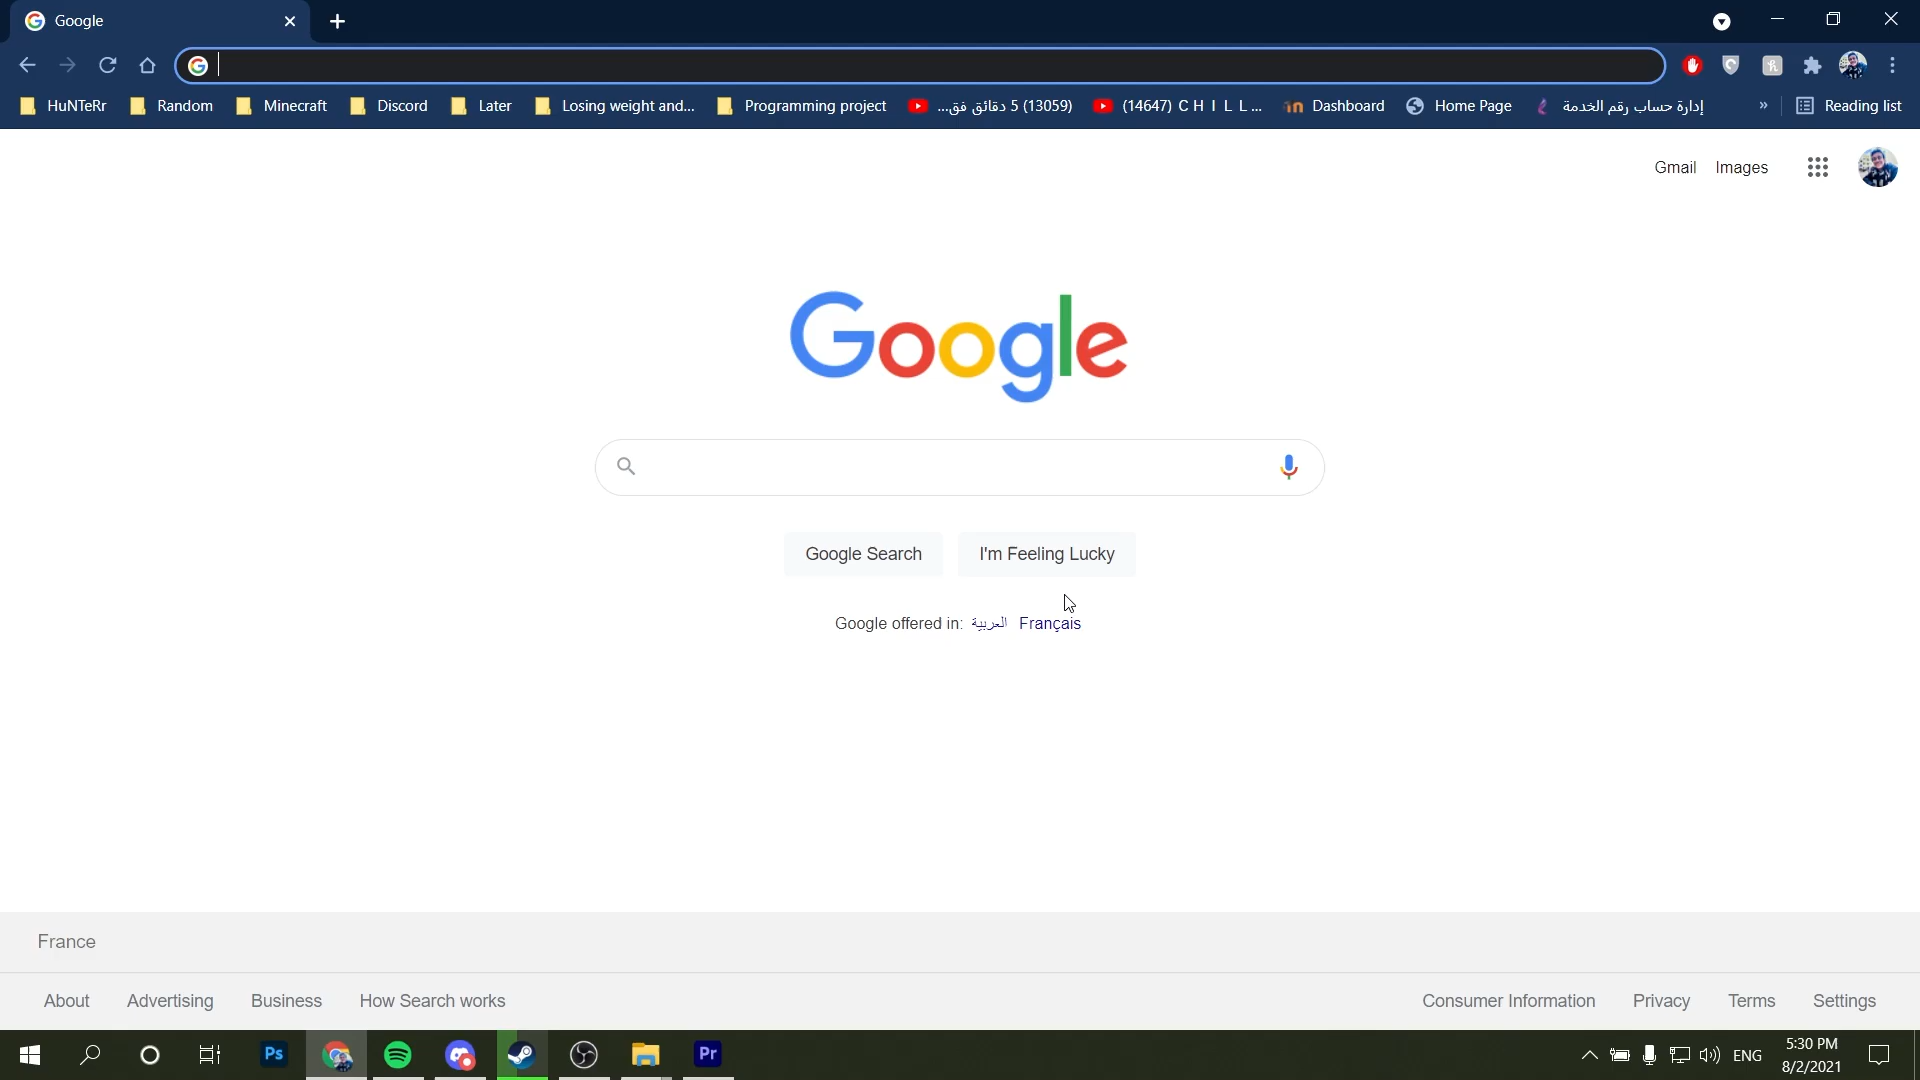 Google
HuNTeRr
Random
Minecraft
Discord
Later
Losing weight and...
Programming project
(13059) 5 دقائق فق...
(14647) C H I L L ...
Dashboard
Home Page
إدارة حساب رقم الخدمة
»
Reading list
Gmail
Images
Google
Google Search
I'm Feeling Lucky
Google offered in: العربية Français
France
About
Advertising
Business
How Search works
Consumer Information
Privacy
Terms
Settings
Ps
Pr
ENG
5:30 PM
8/2/2021